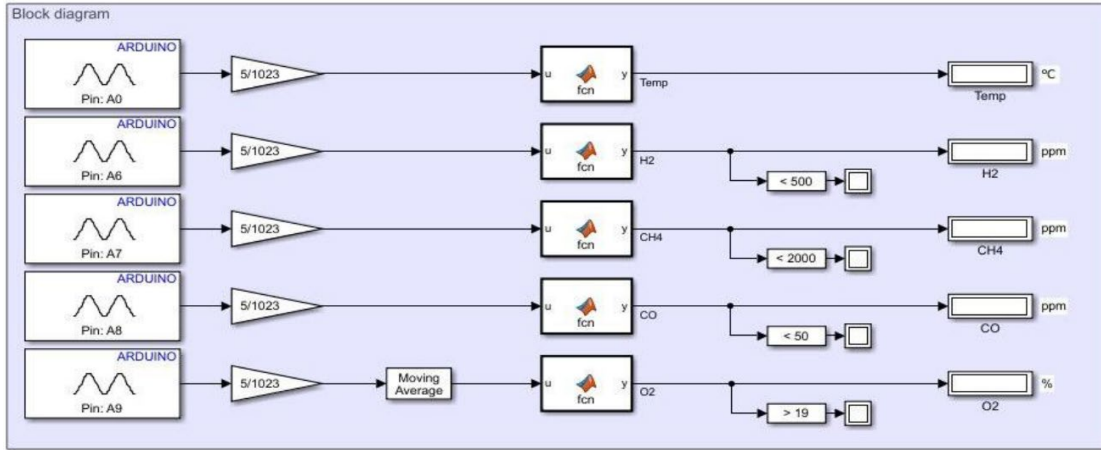 Block diagram
ARDUINO
Pin: A0
5/1023
u
fcn
y
Temp
Temp
ºC
ARDUINO
Pin: A6
5/1023
u
fcn
y
H2
< 500
H2
ppm
ARDUINO
Pin: A7
5/1023
u
fcn
y
CH4
< 2000
CH4
ppm
ARDUINO
Pin: A8
5/1023
u
fcn
y
CO
< 50
CO
ppm
ARDUINO
Pin: A9
5/1023
Moving
Average
u
fcn
y
O2
> 19
O2
%